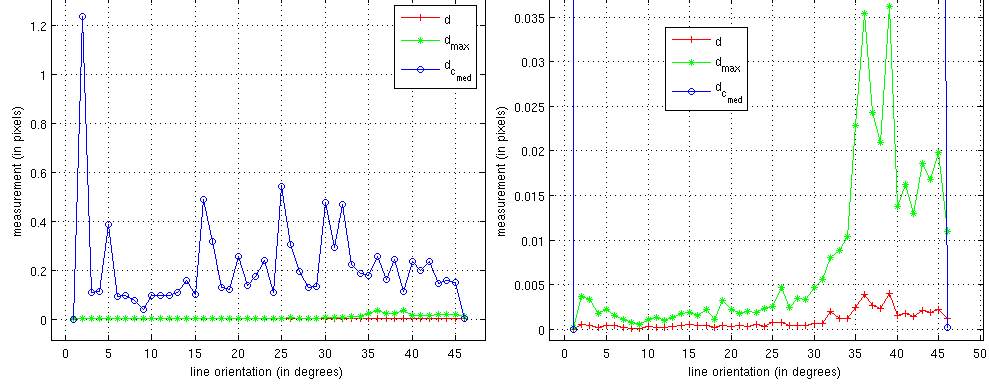 1.2
1
0.8
0.6
0.4
0.2
0
0 5 10 15 20 25 30 35 40 45
measurement (in pixels)
line orientation (in degrees)
d
dmax
dcmed
0.035
0.03
0.025
0.02
0.015
0.01
0.005
0
0 5 10 15 20 25 30 35 40 45 50
measurement (in pixels)
line orientation (in degrees)
d
dmax
dcmed